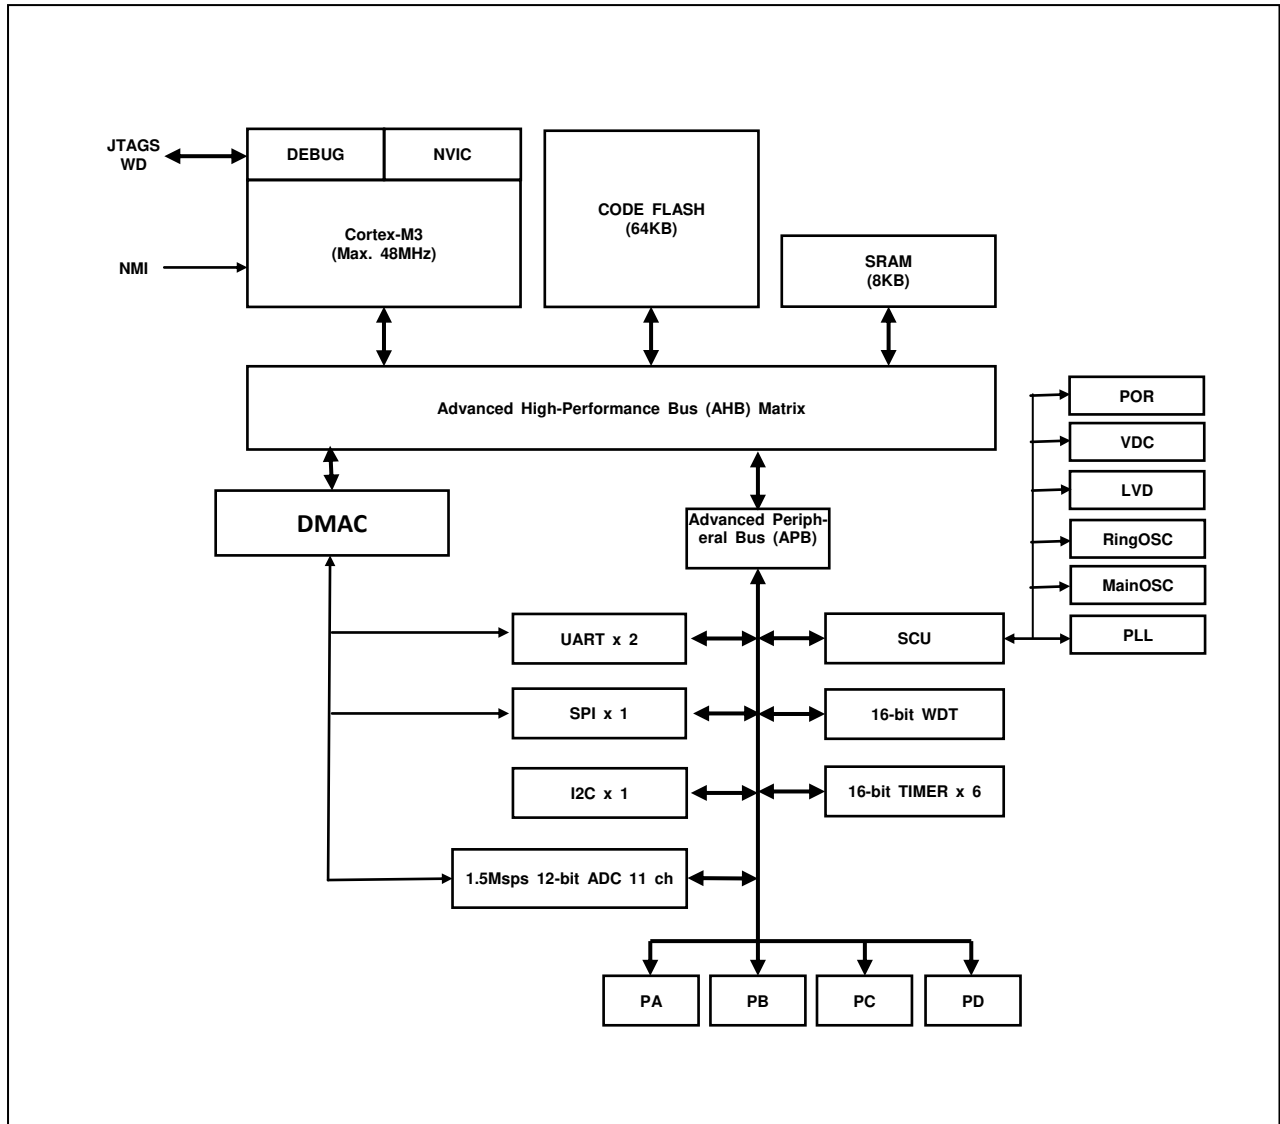 JTAGS
WD
DEBUG
NVIC
Cortex-M3
(Max. 48MHz)
NMI
CODE FLASH
(64KB)
SRAM
(8KB)
Advanced High-Performance Bus (AHB) Matrix
DMAC
Advanced Periph-
eral Bus (APB)
POR
VDC
LVD
RingOSC
MainOSC
PLL
UART x 2
SCU
SPI x 1
16-bit WDT
I2C x 1
16-bit TIMER x 6
1.5Msps 12-bit ADC 11 ch
PA
PB
PC
PD